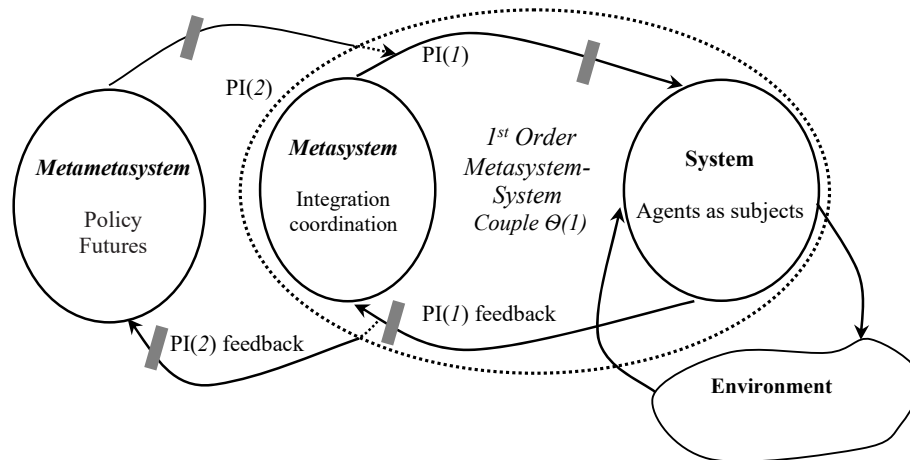 PI(2)
Metametasystem
Policy
Futures
PI(2) feedback
PI(1)
Metasystem
Integration
coordination
1st Order
Metasystem-
System
Couple Ѳ(1)
PI(1) feedback
System
Agents as subjects
Environment